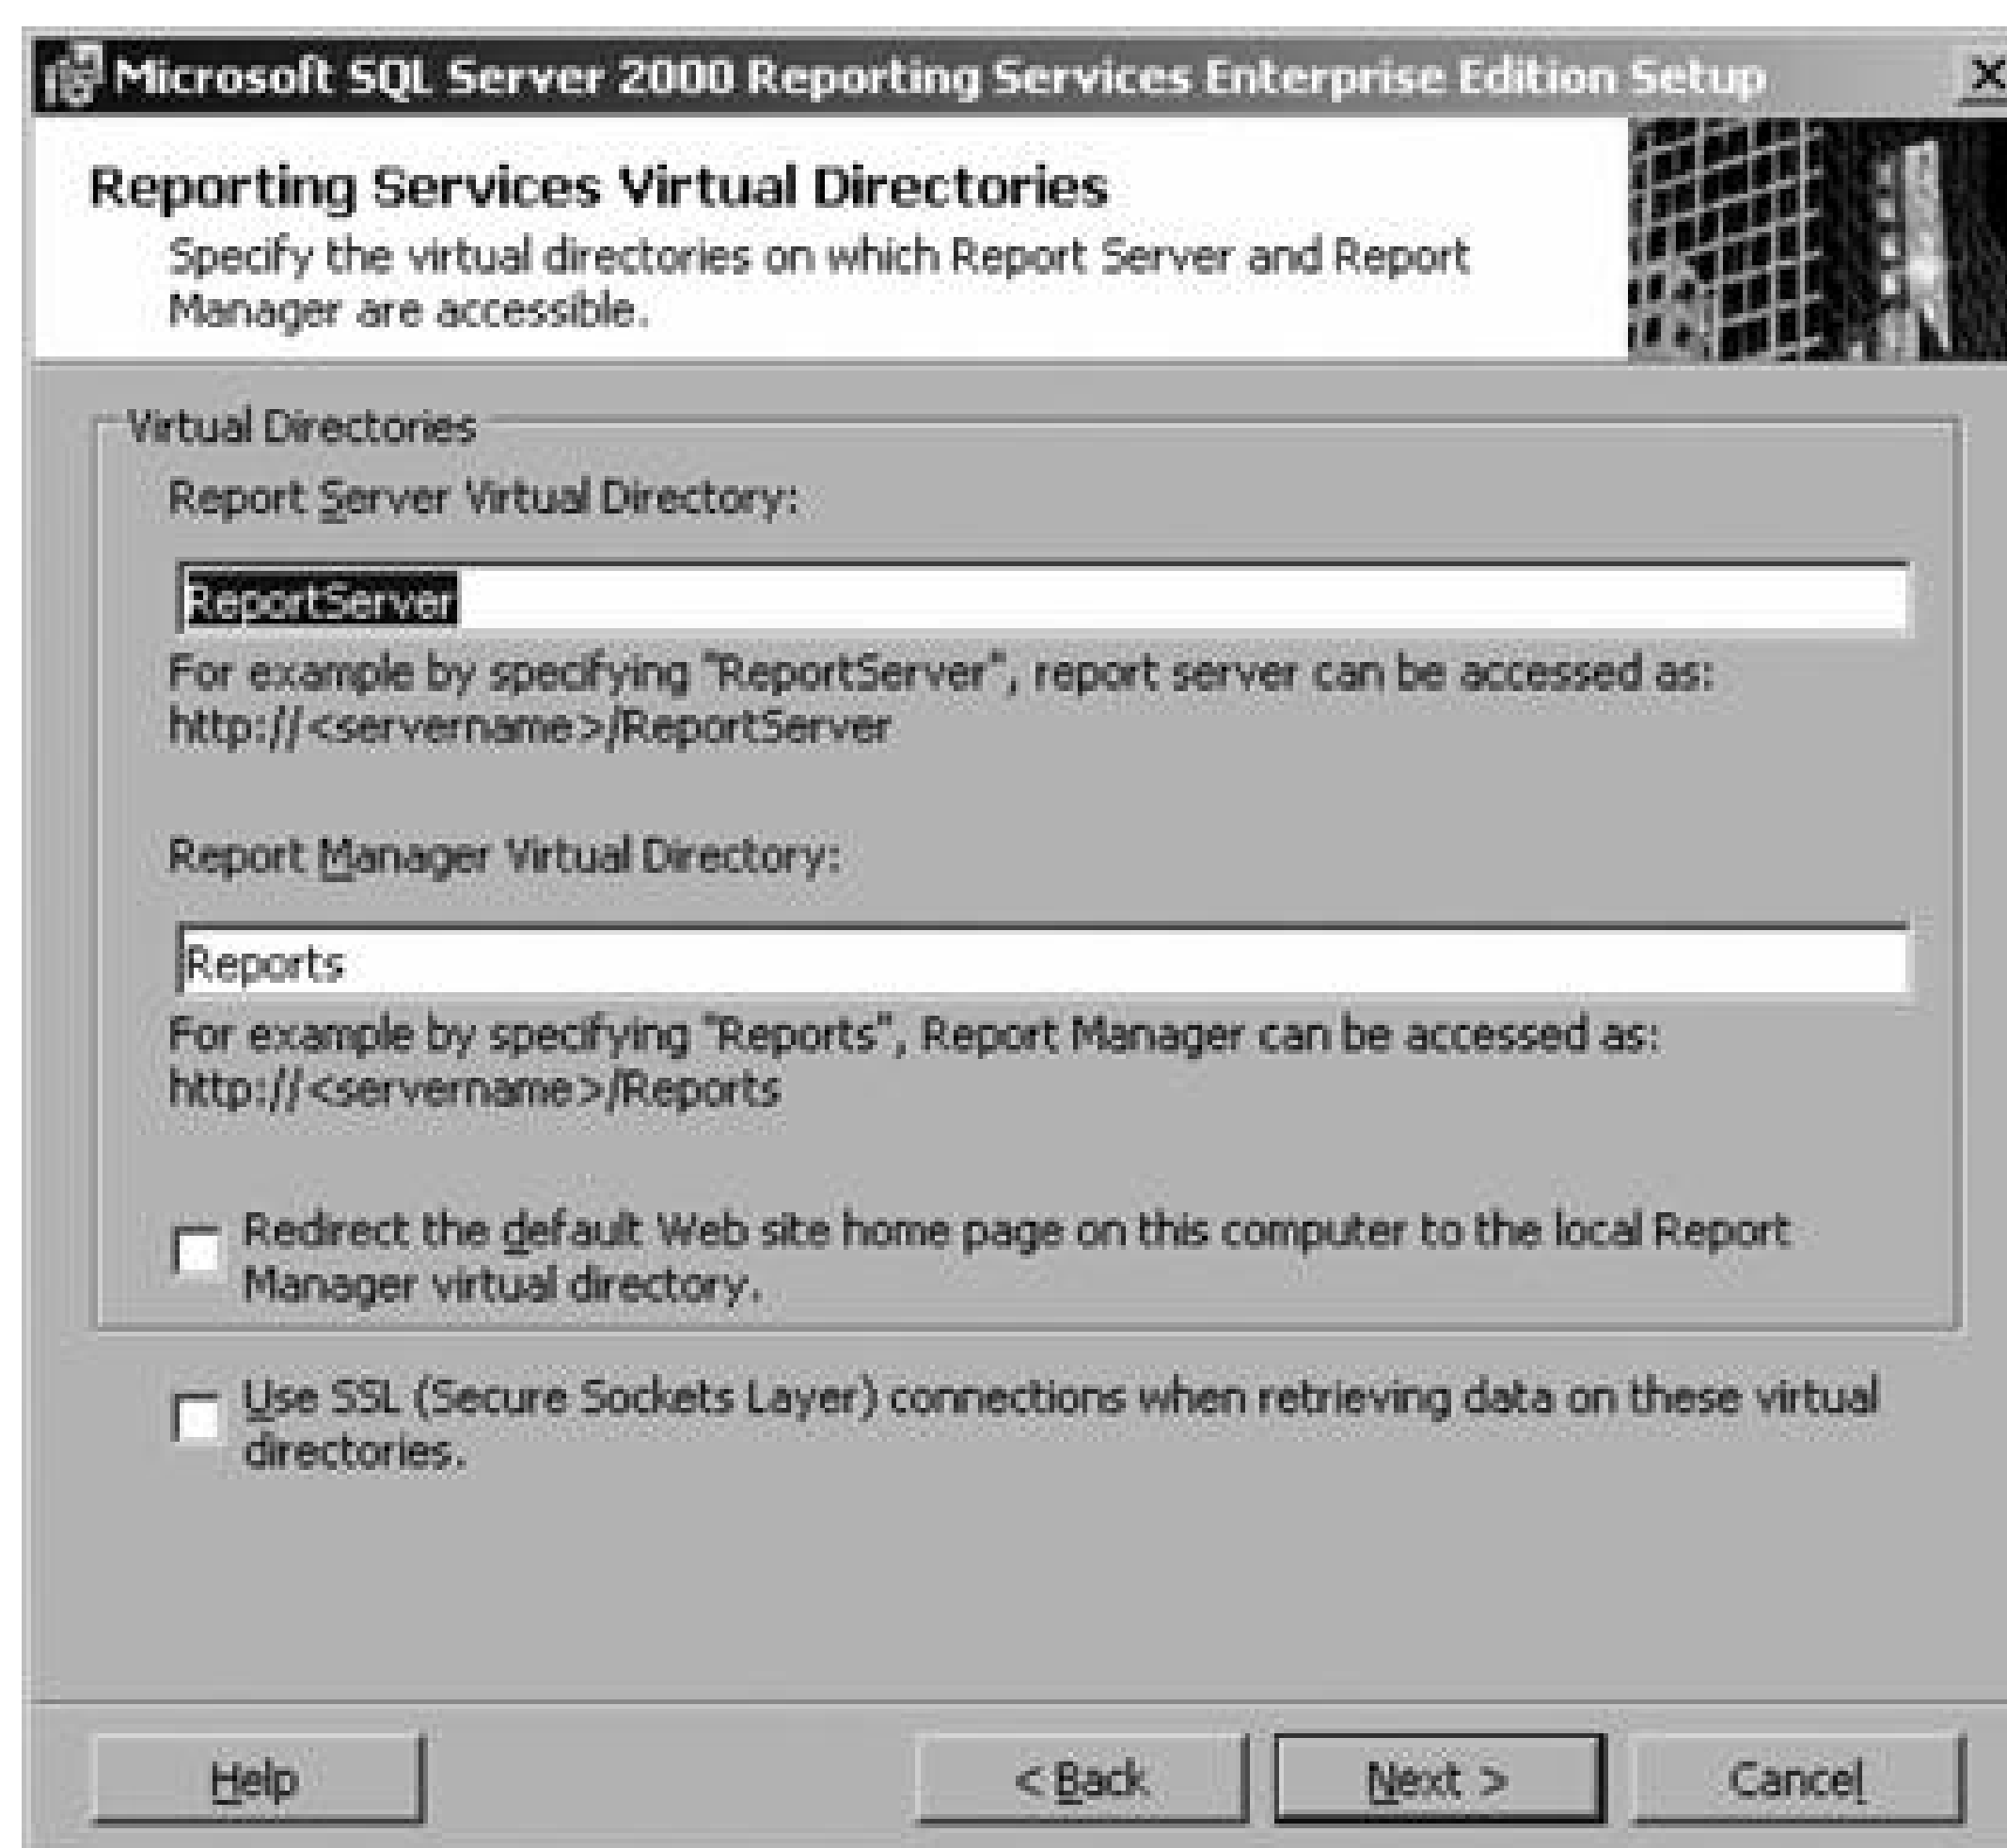 Microsoft SQL Server 2000 Reporting Services Enterprise Edition Setup
Reporting Services Virtual Directories
Specify the virtual directories on which Report Server and Report
Manager are accessible.
Virtual Directories
Report Server Virtual Directory:
ReportServer
For example by specifying "ReportServer", report server can be accessed as:
http://<servername>/ReportServer
Report Manager Virtual Directory:
Reports
For example by specifying "Reports", Report Manager can be accessed as:
http://<servername>/Reports
Redirect the default Web site home page on this computer to the local Report
Manager virtual directory.
Use SSL (Secure Sockets Layer) connections when retrieving data on these virtual
directories.
Help
< Back
Next >
Cancel